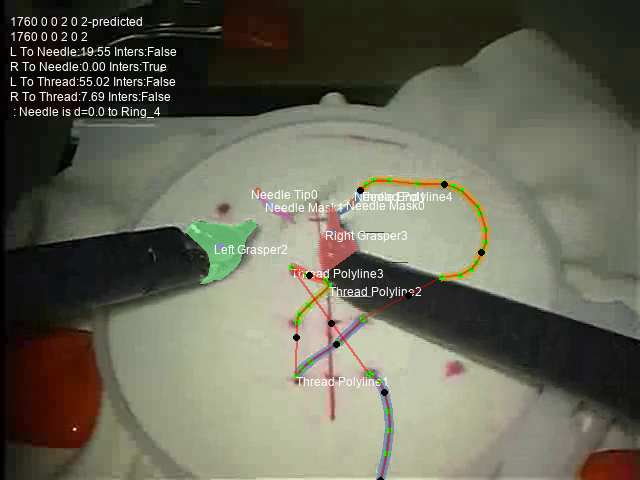 1760 0 0 2 0 2-predicted
1760 0 0 2 0 2
L To Needle:19.55 Inters:False
R To Needle:0.00 Inters:True
L To Thread:55.02 Inters:False
R To Thread:7.69 Inters:False
: Needle is d=0.0 to Ring_4
Needle Tip0
Polyline4
Needle Mask1
Needle Mask0
Right Grasper3
Left Grasper2
Thread Polyline3
Thread Polyline2
Thread Polyline1